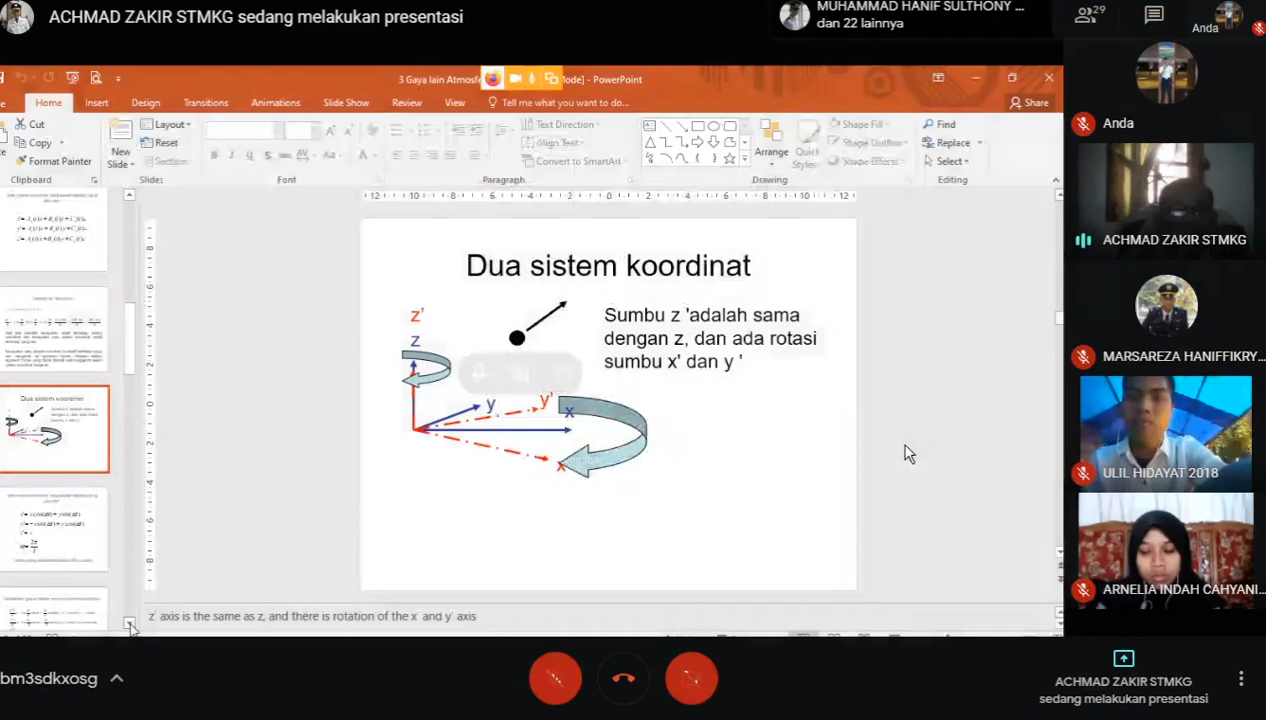 ACHMAD ZAKIR STMKG sedang melakukan presentasi
MUHAMMAD HANIF SULTHONY ...
dan 22 lainnya
29
Anda
3 Gaya lain Atmosf
Mode] - PowerPoint
Home
Insert
Design
Transitions
Animations
Slide Show
Review
View
Tell me what you want to do...
Share
Cut
Copy
Format Painter
Clipboard
New
Slide
Layout
Reset
Section
Slides
Font
Text Direction
Align Text
Convert to SmartArt
Paragraph
Arrange
Quick
Styles
Shape Fill
Shape Outline
Shape Effects
Drawing
Find
Replace
Select
Editing
Dua sistem koordinat
z'
z
y
y'
x
x
Sumbu z 'adalah sama
dengan z, dan ada rotasi
sumbu x' dan y '
Dua sistem koordinat
z' axis is the same as z, and there is rotation of the x' and y' axis
Anda
ACHMAD ZAKIR STMKG
MARSAREZA HANIFFIKRY...
ULIL HIDAYAT 2018
ARNELIA INDAH CAHYANI...
bm3sdkxosg
ACHMAD ZAKIR STMKG
sedang melakukan presentasi